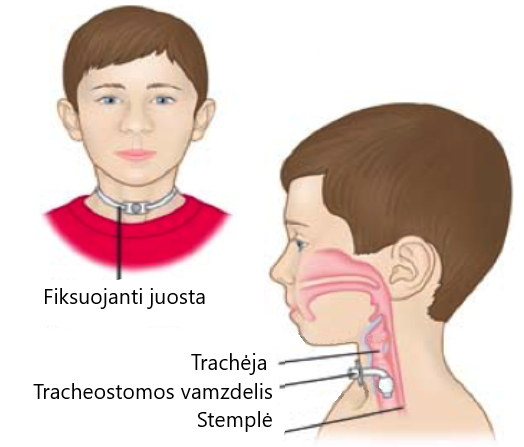 Fiksuojanti juosta
Trachėja
Tracheostomos vamzdelis
Stemplė